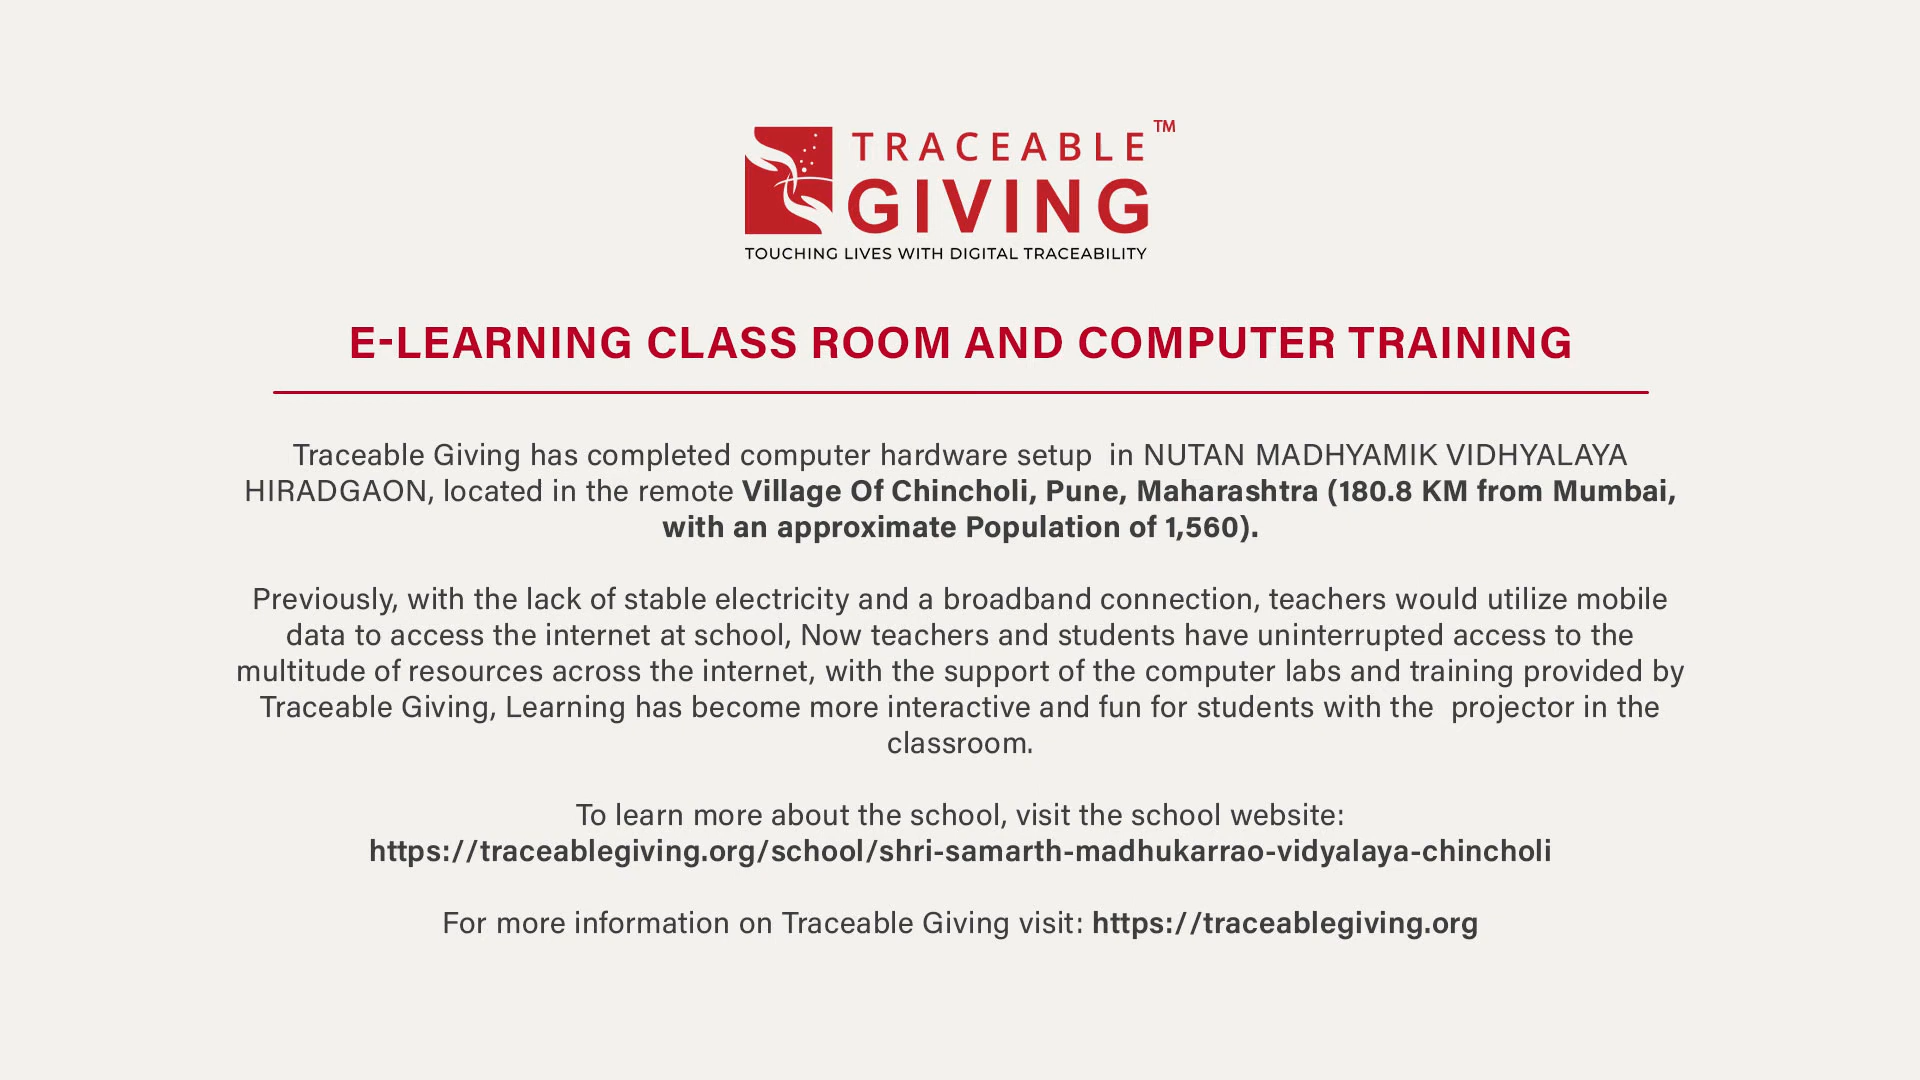 TRACEABLE™
GIVING
TOUCHING LIVES WITH DIGITAL TRACEABILITY
E-LEARNING CLASS ROOM AND COMPUTER TRAINING
Traceable Giving has completed computer hardware setup  in NUTAN MADHYAMIK VIDHYALAYA
HIRADGAON, located in the remote Village Of Chincholi, Pune, Maharashtra (180.8 KM from Mumbai,
with an approximate Population of 1,560).
Previously, with the lack of stable electricity and a broadband connection, teachers would utilize mobile
data to access the internet at school, Now teachers and students have uninterrupted access to the
multitude of resources across the internet, with the support of the computer labs and training provided by
Traceable Giving, Learning has become more interactive and fun for students with the  projector in the
classroom.
To learn more about the school, visit the school website:
https://traceablegiving.org/school/shri-samarth-madhukarrao-vidyalaya-chincholi
For more information on Traceable Giving visit: https://traceablegiving.org